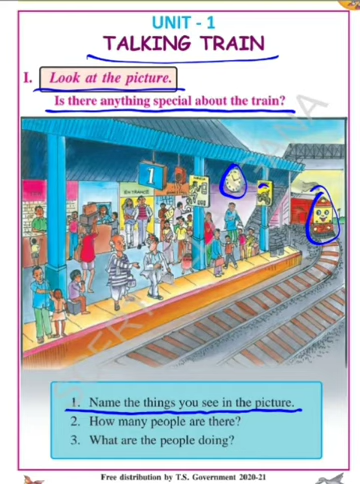 UNIT - 1
TALKING TRAIN
I. Look at the picture.
Is there anything special about the train?
1
ENTRANCE
1. Name the things you see in the picture.
2. How many people are there?
3. What are the people doing?
Free distribution by T.S. Government 2020-21